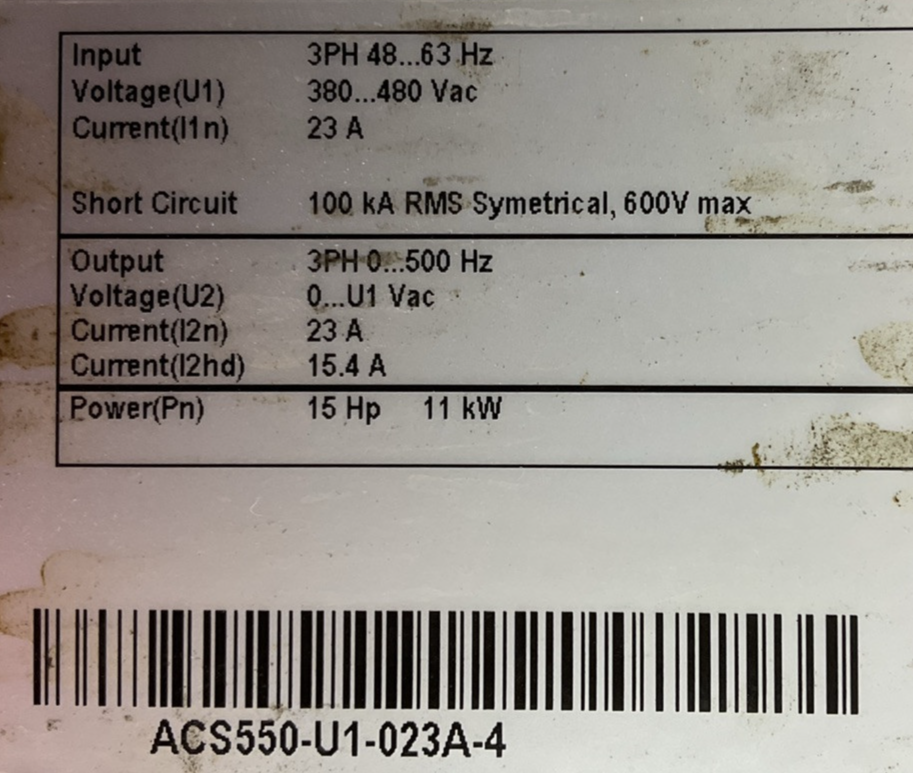 Input 3PH 48...63 Hz
Voltage(U1) 380...480 Vac
Current(I1n) 23 A
Short Circuit 100 kA RMS Symetrical, 600V max
Output 3PH 0...500 Hz
Voltage(U2) 0...U1 Vac
Current(I2n) 23 A
Current(I2hd) 15.4 A
Power(Pn) 15 Hp 11 kW
ACS550-U1-023A-4